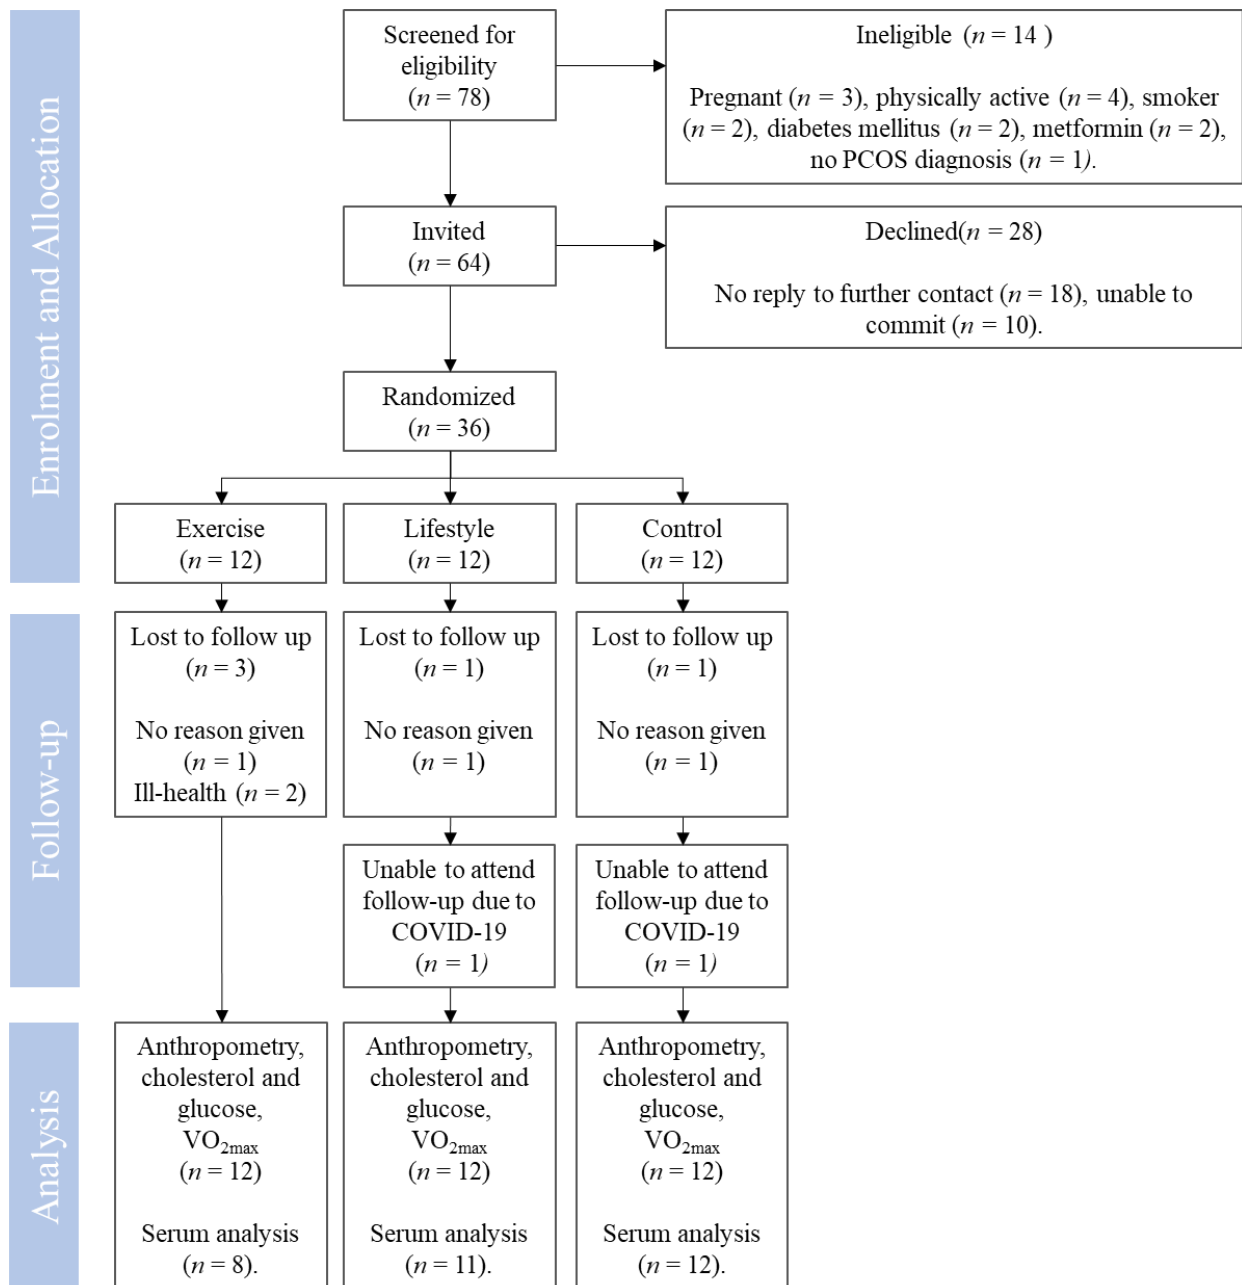 Enrolment and Allocation
Screened for
eligibility
(n = 78)
Ineligible (n = 14 )
Pregnant (n = 3), physically active (n = 4), smoker
(n = 2), diabetes mellitus (n = 2), metformin (n = 2),
no PCOS diagnosis (n = 1).
Invited
(n = 64)
Declined(n = 28)
No reply to further contact (n = 18), unable to
commit (n = 10).
Randomized
(n = 36)
Exercise
(n = 12)
Lifestyle
(n = 12)
Control
(n = 12)
Follow-up
Lost to follow up
(n = 3)
No reason given
(n = 1)
Ill-health (n = 2)
Lost to follow up
(n = 1)
No reason given
(n = 1)
Lost to follow up
(n = 1)
No reason given
(n = 1)
Unable to attend
follow-up due to
COVID-19
(n = 1)
Unable to attend
follow-up due to
COVID-19
(n = 1)
Analysis
Anthropometry,
cholesterol and
glucose,
VO2max
(n = 12)
Serum analysis
(n = 8).
Anthropometry,
cholesterol and
glucose,
VO2max
(n = 12)
Serum analysis
(n = 11).
Anthropometry,
cholesterol and
glucose,
VO2max
(n = 12)
Serum analysis
(n = 12).